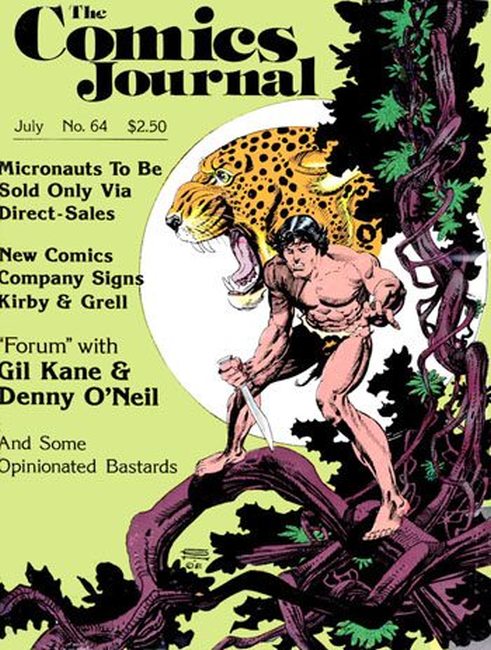 The
Comics
Journal
July No. 64 $2.50
Micronauts To Be
Sold Only Via
Direct-Sales
New Comics
Company Signs
Kirby & Grell
"Forum" with
Gil Kane &
Denny O'Neil
And Some
Opinionated Bastards